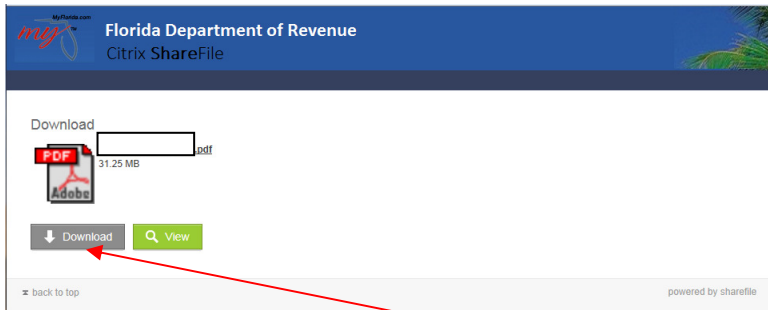 MyFlorida.com
my
Florida Department of Revenue
Citrix ShareFile
Download
PDF
.pdf
31.25 MB
Adobe
Download
View
back to top
powered by sharefile